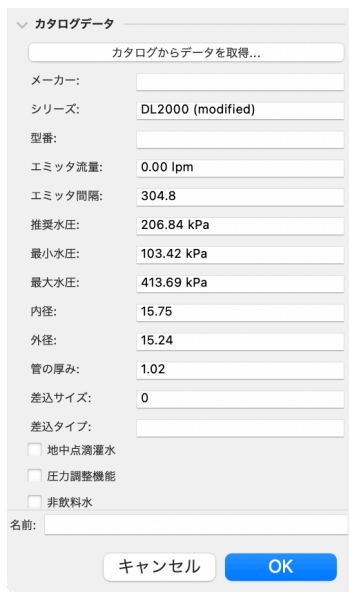 カタログデータ
カタログからデータを取得...
メーカー:
シリーズ: DL2000 (modified)
型番:
エミッタ流量: 0.00 lpm
エミッタ間隔: 304.8
推奨水圧: 206.84 kPa
最小水圧: 103.42 kPa
最大水圧: 413.69 kPa
内径: 15.75
外径: 15.24
管の厚み: 1.02
差込サイズ: 0
差込タイプ:
地中点滴灌水
圧力調整機能
非飲料水
名前:
キャンセル OK